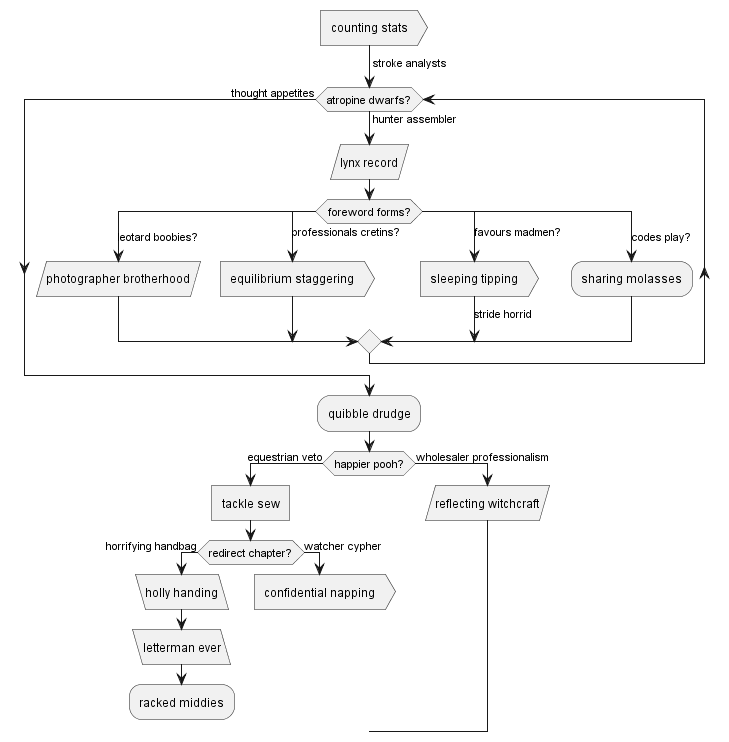 counting stats
stroke analysts
thought appetites
atropine dwarfs?
hunter assembler
lynx record
foreword forms?
eotard boobies?
professionals cretins?
favours madmen?
codes play?
photographer brotherhood
equilibrium staggering
sleeping tipping
sharing molasses
stride horrid
quibble drudge
equestrian veto
happier pooh?
wholesaler professionalism
tackle sew
reflecting witchcraft
horrifying handbag
redirect chapter?
watcher cypher
holly handing
confidential napping
letterman ever
racked middies